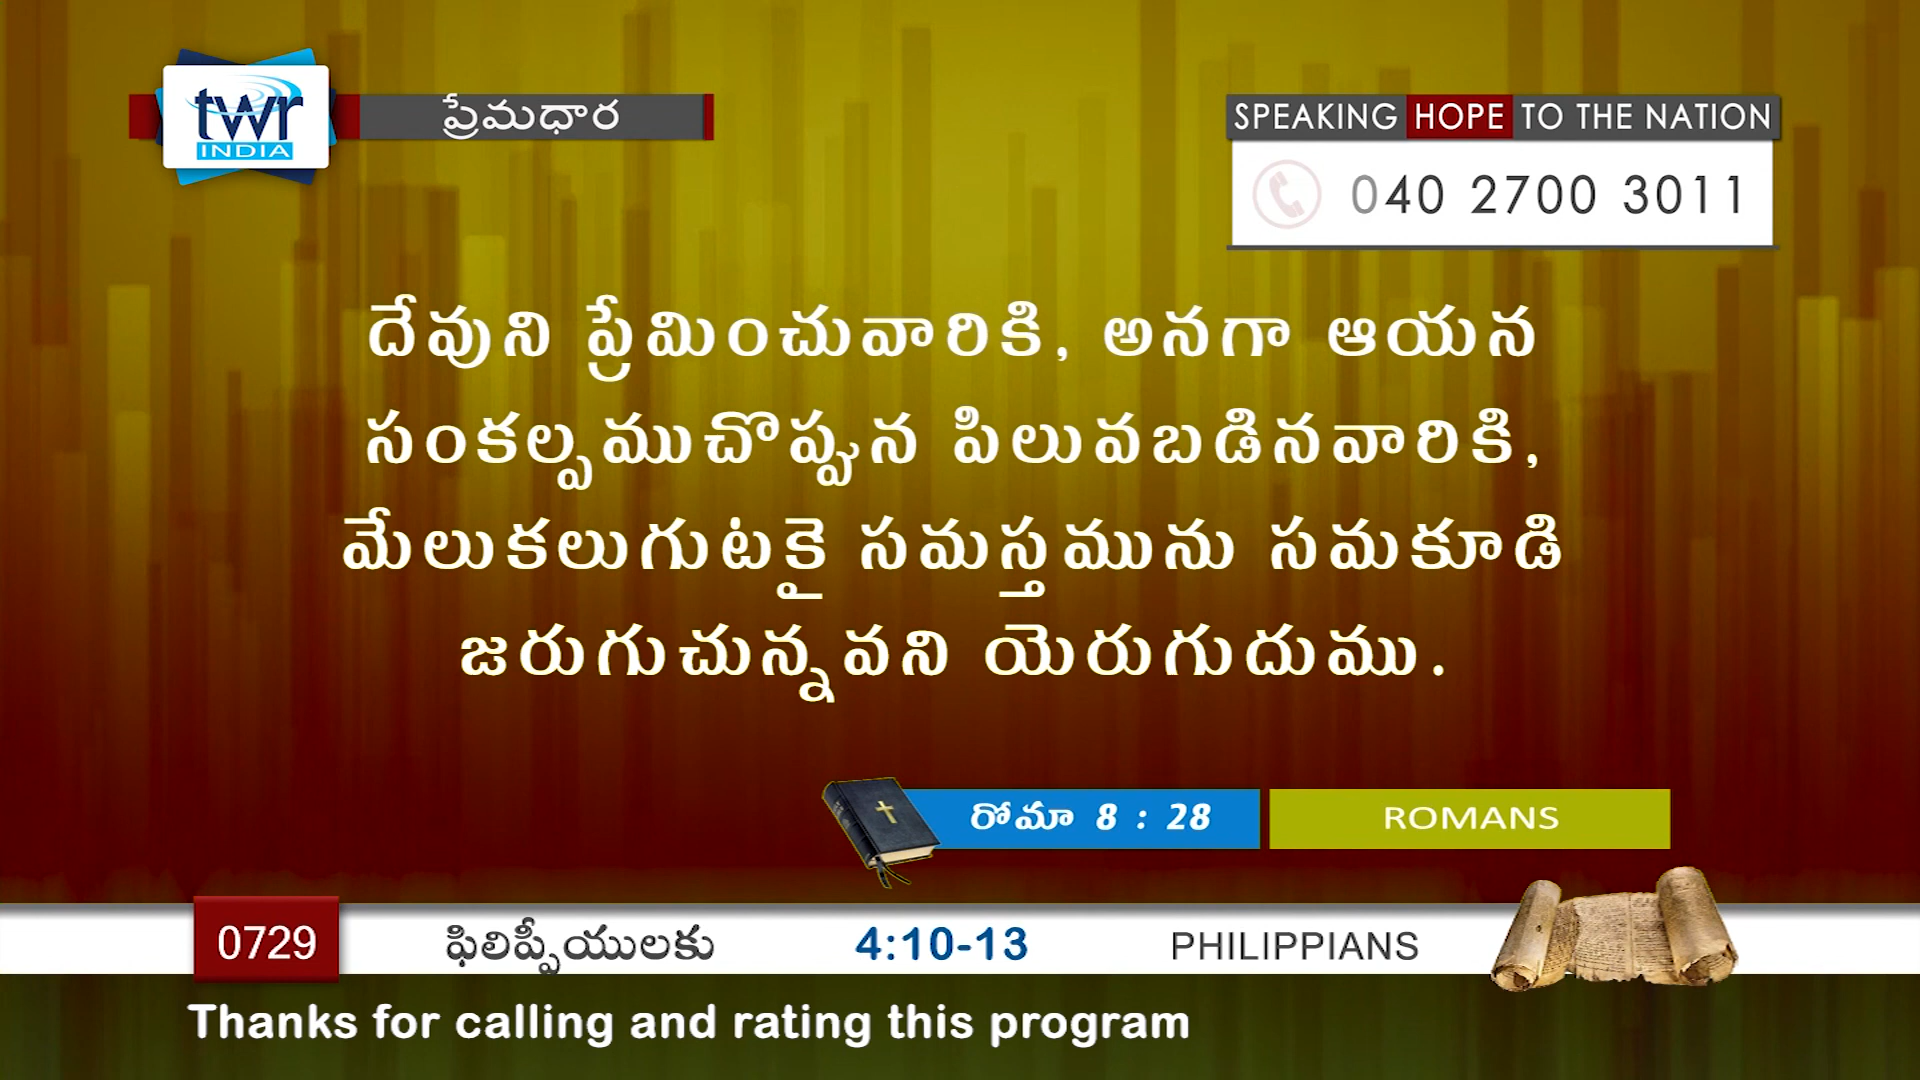 twr
INDIA
ప్రేమధార
SPEAKING HOPE TO THE NATION
040 2700 3011
దేవుని ప్రేమించువారికి, అనగా ఆయన
సంకల్పముచొప్పున పిలువబడినవారికి,
మేలుకలుగుటకై సమస్తమును సమకూడి
జరుగుచున్నవని యెరుగుదుము.
రోమా 8 : 28
ROMANS
0729
ఫిలిప్పీయులకు
4:10-13
PHILIPPIANS
Thanks for calling and rating this program